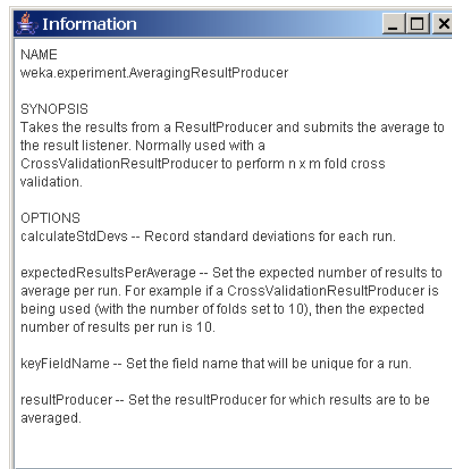 Information
NAME
weka.experiment.AveragingResultProducer
SYNOPSIS
Takes the results from a ResultProducer and submits the average to
the result listener. Normally used with a
CrossValidationResultProducer to perform n x m fold cross
validation.
OPTIONS
calculateStdDevs -- Record standard deviations for each run.
expectedResultsPerAverage -- Set the expected number of results to
average per run. For example if a CrossValidationResultProducer is
being used (with the number of folds set to 10), then the expected
number of results per run is 10.
keyFieldName -- Set the field name that will be unique for a run.
resultProducer -- Set the resultProducer for which results are to be
averaged.